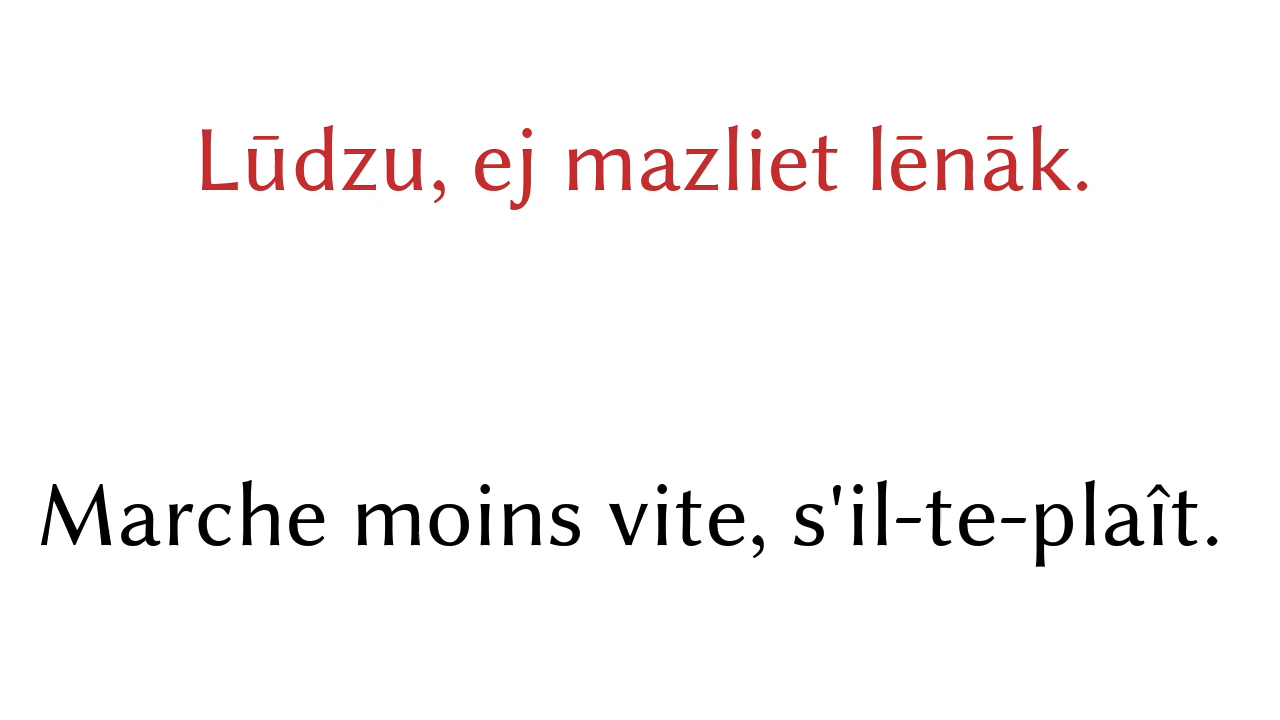 Lūdzu, ej mazliet lēnāk.
Marche moins vite, s'il-te-plaît.